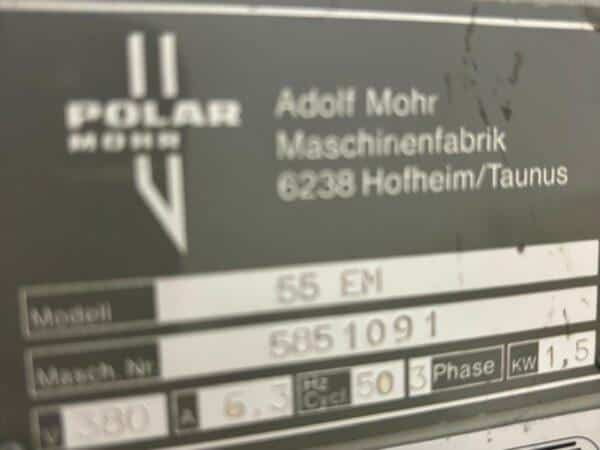 POLAR
MOHR
Adolf Mohr
Maschinenfabrik
6238 Hofheim/Taunus
Modell 55 EM
Masch. Nr 5851091
V 380 A 6,3 Hz Cycl 50 3 Phase KW 1,5